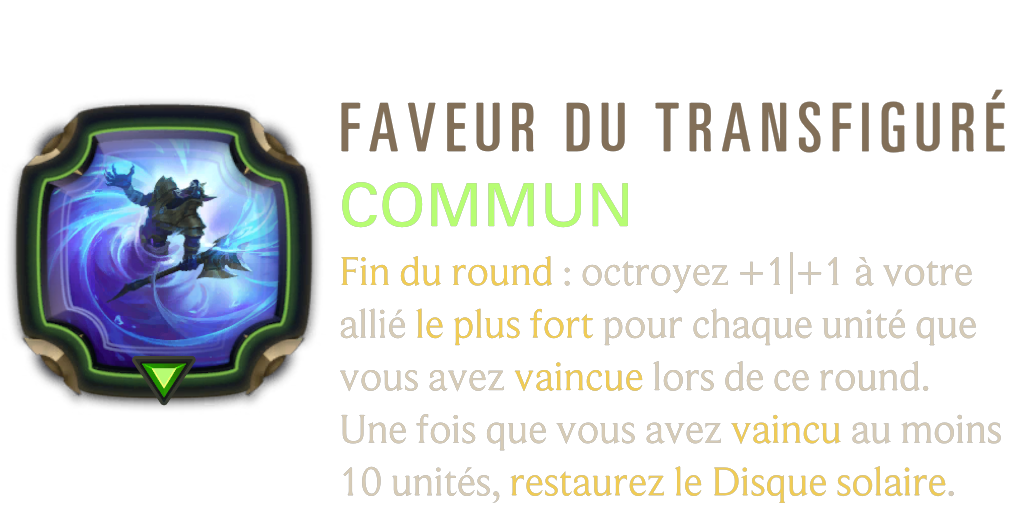 FAVEUR DU TRANSFIGURÉ
COMMUN
Fin du round : octroyez +1|+1 à votre
allié le plus fort pour chaque unité que
vous avez vaincue lors de ce round.
Une fois que vous avez vaincu au moins
10 unités, restaurez le Disque solaire.